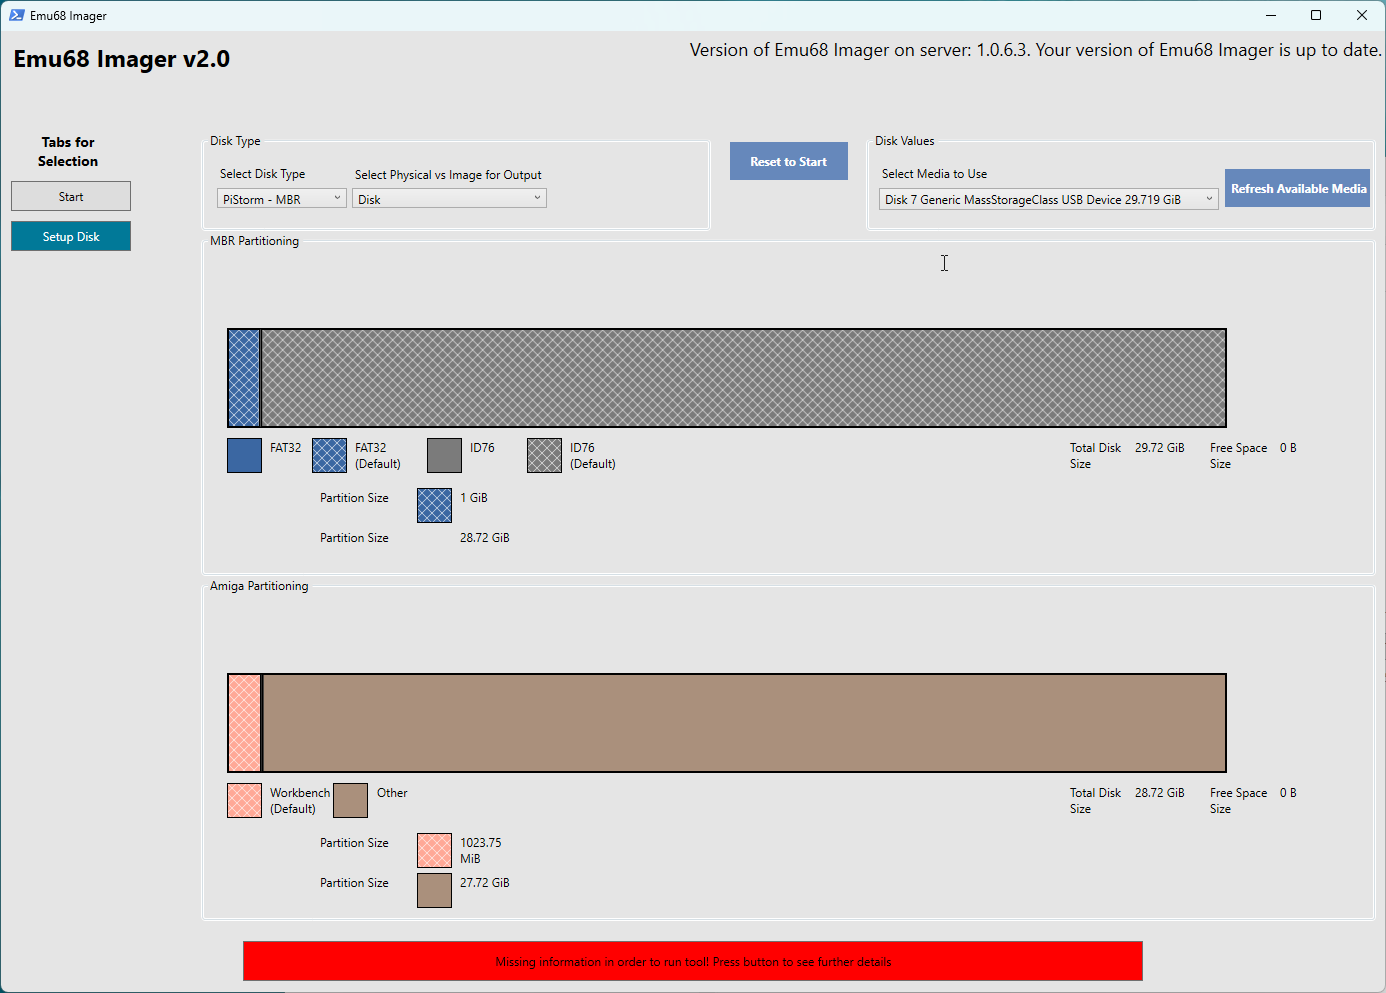 Emu68 Imager
Emu68 Imager v2.0
Version of Emu68 Imager on server: 1.0.6.3. Your version of Emu68 Imager is up to date.
Tabs for
Selection
Start
Setup Disk
Disk Type
Select Disk Type
Select Physical vs Image for Output
PiStorm - MBR
Disk
Reset to Start
Disk Values
Select Media to Use
Disk 7 Generic MassStorageClass USB Device 29.719 GiB
Refresh Available Media
MBR Partitioning
FAT32
FAT32
(Default)
ID76
ID76
(Default)
Total Disk
Size
29.72 GiB
Free Space
Size
0 B
Partition Size
1 GiB
Partition Size
28.72 GiB
Amiga Partitioning
Workbench
(Default)
Other
Total Disk
Size
28.72 GiB
Free Space
Size
0 B
Partition Size
1023.75
MiB
Partition Size
27.72 GiB
Missing information in order to run tool! Press button to see further details